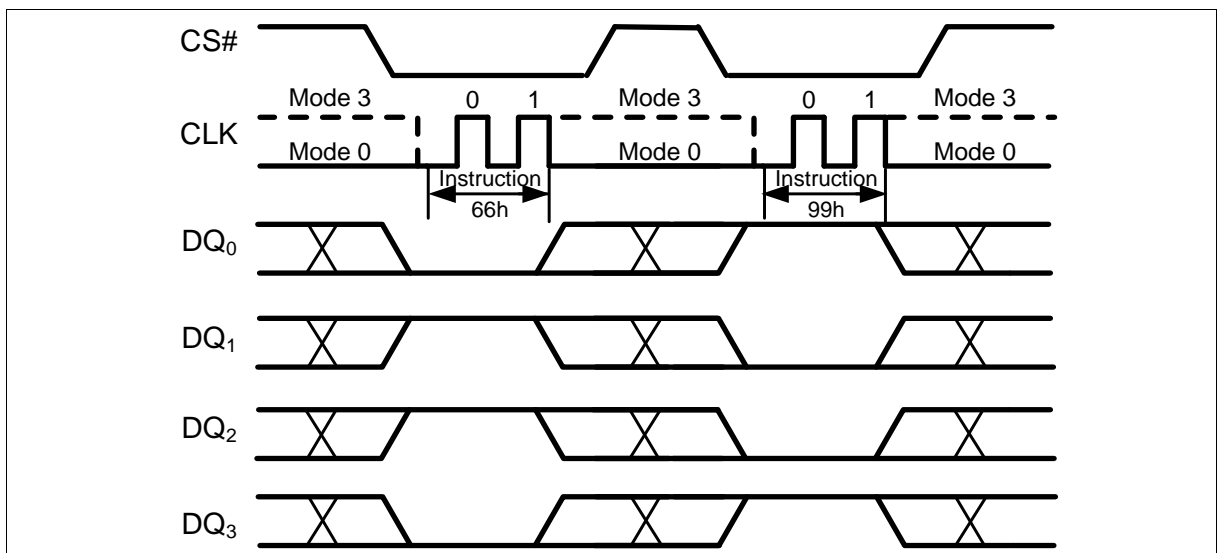 CS#
Mode 3 0 1 Mode 3 0 1 Mode 3
CLK
Mode 0 Mode 0 Mode 0
Instruction Instruction
66h 99h
DQ₀
DQ₁
DQ₂
DQ₃